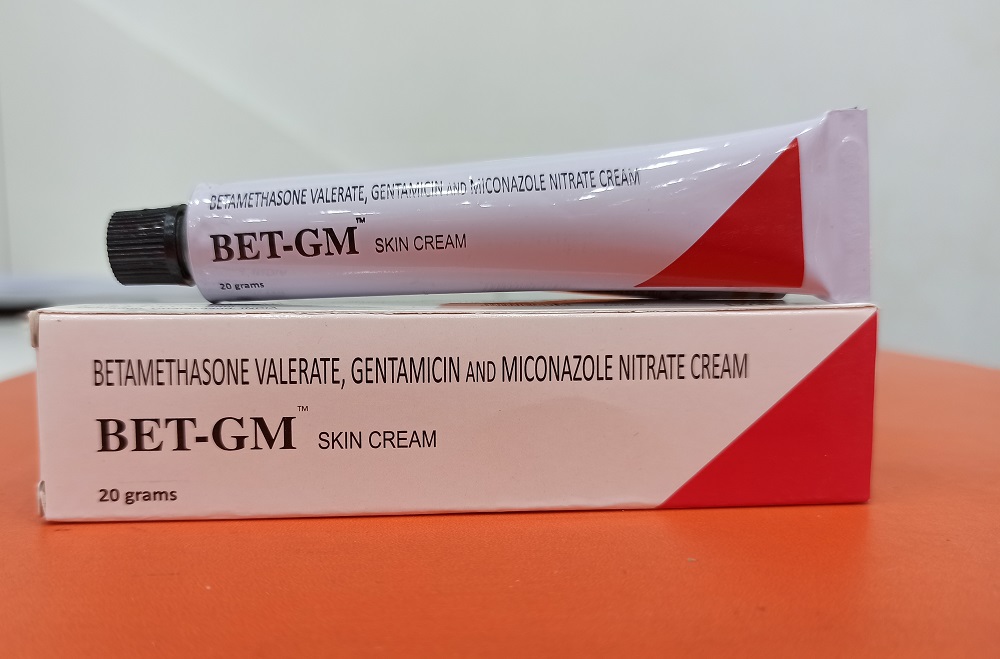 BETAMETHASONE VALERATE, GENTAMICIN AND MICONAZOLE NITRATE CREAM
BET-GM™ SKIN CREAM
20 grams
BETAMETHASONE VALERATE, GENTAMICIN AND MICONAZOLE NITRATE CREAM
BET-GM™ SKIN CREAM
20 grams